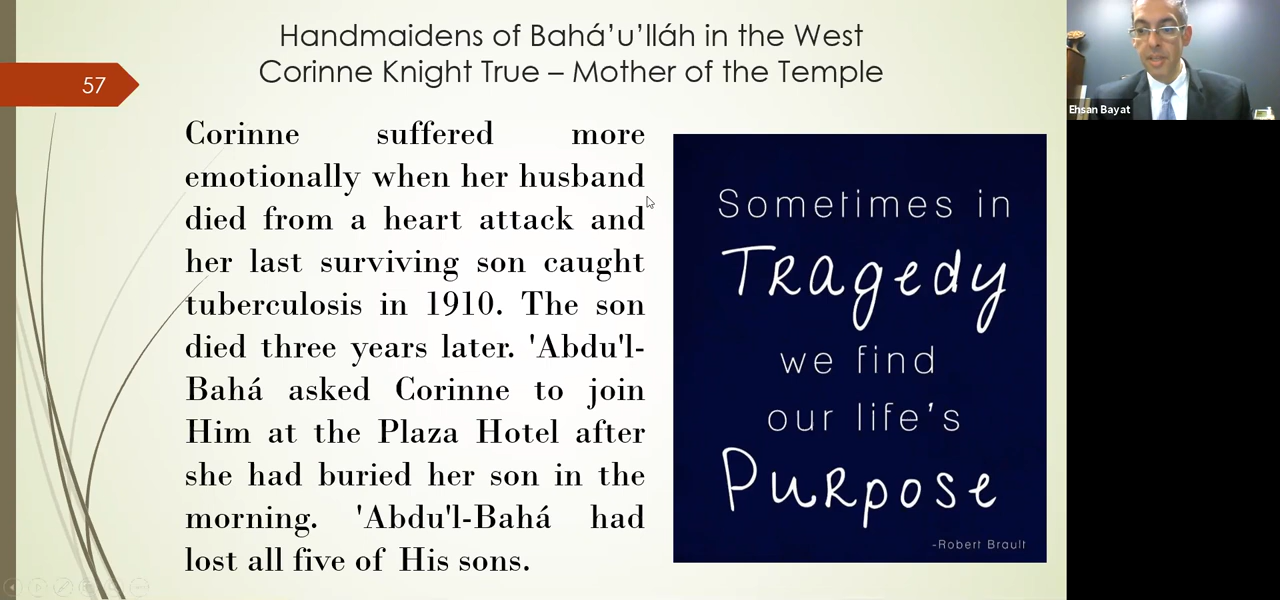 Handmaidens of Bahá’u’lláh in the West
Corinne Knight True – Mother of the Temple
57
Corinne suffered more
emotionally when her husband
died from a heart attack and
her last surviving son caught
tuberculosis in 1910. The son
died three years later. 'Abdu'l-
Bahá asked Corinne to join
Him at the Plaza Hotel after
she had buried her son in the
morning. 'Abdu'l-Bahá had
lost all five of His sons.
Sometimes in
Tragedy
we find
our life’s
Purpose
-Robert Brault
Ehsan Bayat